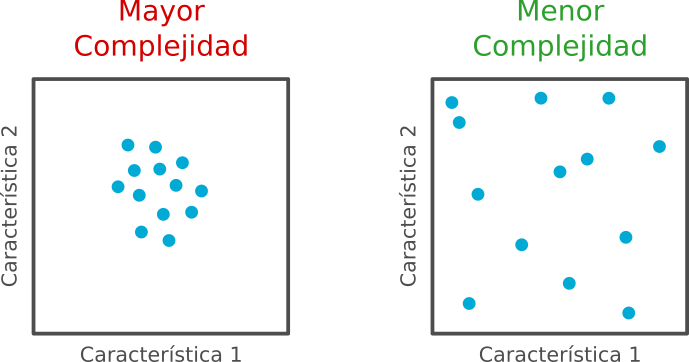 Mayor
Complejidad
Característica 2
Característica 1
Menor
Complejidad
Característica 2
Característica 1